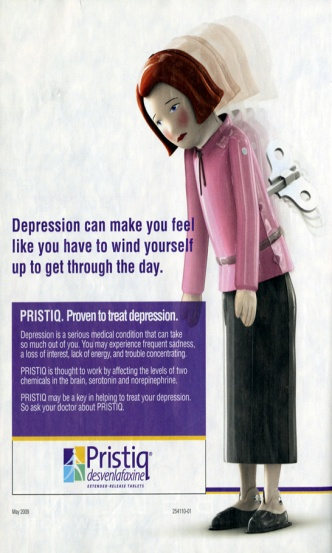 Depression can make you feel
like you have to wind yourself
up to get through the day.
PRISTIQ. Proven to treat depression.
Depression is a serious medical condition that can take
so much out of you. You may experience frequent sadness,
a loss of interest, lack of energy, and trouble concentrating.
PRISTIQ is thought to work by affecting the levels of two
chemicals in the brain, serotonin and norepinephrine.
PRISTIQ may be a key in helping to treat your depression.
So ask your doctor about PRISTIQ.
Pristiq®
desvenlafaxine
EXTENDED-RELEASE TABLETS
May 2009
254110-01